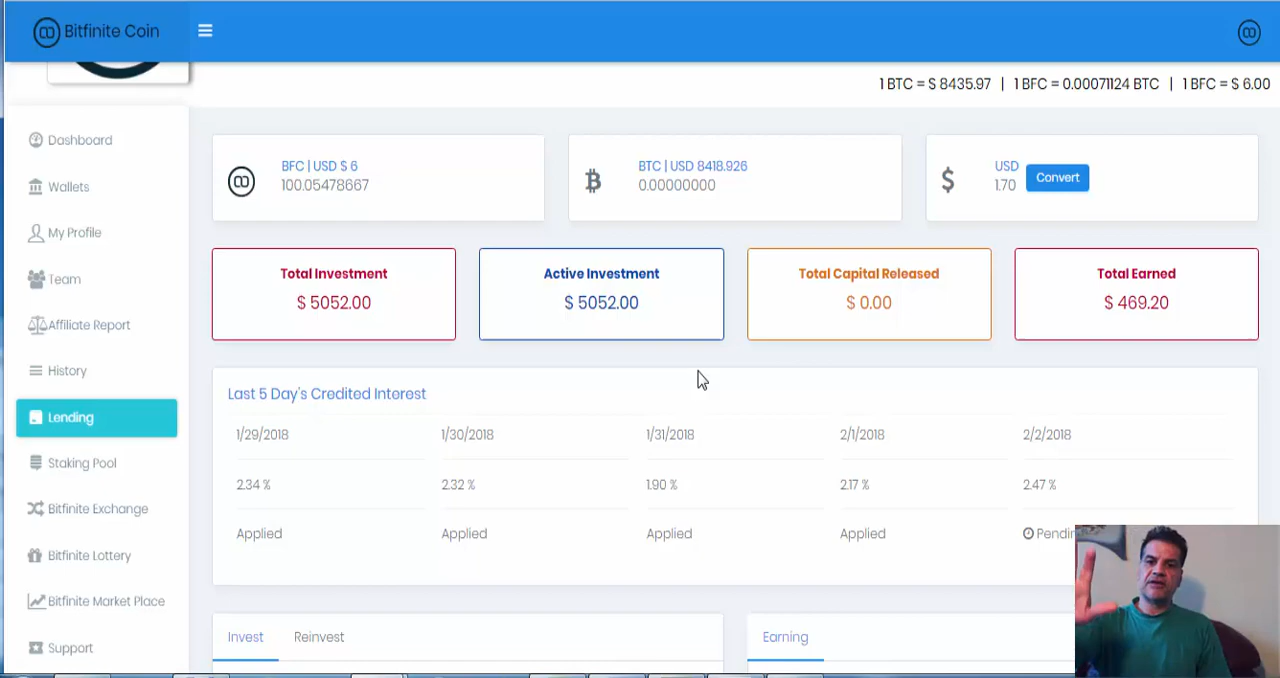 Bitfinite Coin
1 BTC = $ 8435.97 | 1 BFC = 0.00071124 BTC | 1 BFC = $ 6.00
Dashboard
Wallets
My Profile
Team
Affiliate Report
History
Lending
Staking Pool
Bitfinite Exchange
Bitfinite Lottery
Bitfinite Market Place
Support
BFC | USD $ 6
100.05478667
BTC | USD 8418.926
0.00000000
USD
1.70 Convert
Total Investment
$ 5052.00
Active Investment
$ 5052.00
Total Capital Released
$ 0.00
Total Earned
$ 469.20
Last 5 Day's Credited Interest
1/29/2018 1/30/2018 1/31/2018 2/1/2018 2/2/2018
2.34 % 2.32 % 1.90 % 2.17 % 2.47 %
Applied Applied Applied Applied Pendin
Invest Reinvest
Earning